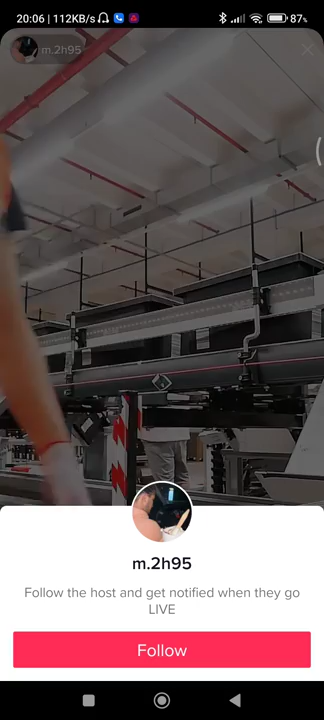 20:06 | 112KB/s
87%
m.2h95
m.2h95
Follow the host and get notified when they go
LIVE
Follow